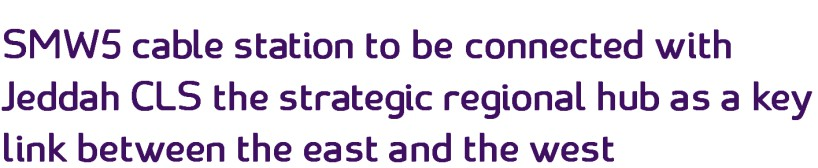 SMW5 cable station to be connected with
Jeddah CLS the strategic regional hub as a key
link between the east and the west